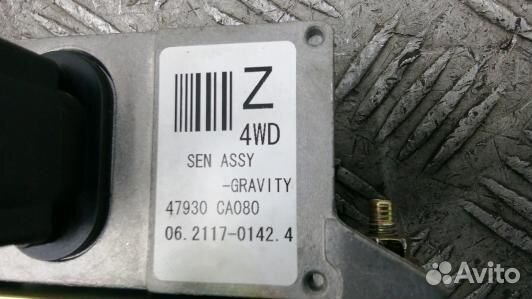 Z
4WD
SEN ASSY
-GRAVITY
47930 CA080
06.2117-0142.4
Avito